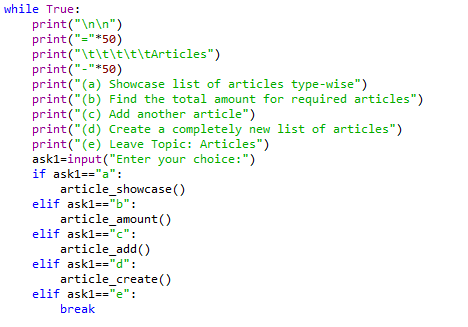 while True:
    print("\n\n")
    print("="*50)
    print("\t\t\t\t\tArticles")
    print("-"*50)
    print("(a) Showcase list of articles type-wise")
    print("(b) Find the total amount for required articles")
    print("(c) Add another article")
    print("(d) Create a completely new list of articles")
    print("(e) Leave Topic: Articles")
    ask1=input("Enter your choice:")
    if ask1=="a":
        article_showcase()
    elif ask1=="b":
        article_amount()
    elif ask1=="c":
        article_add()
    elif ask1=="d":
        article_create()
    elif ask1=="e":
        break